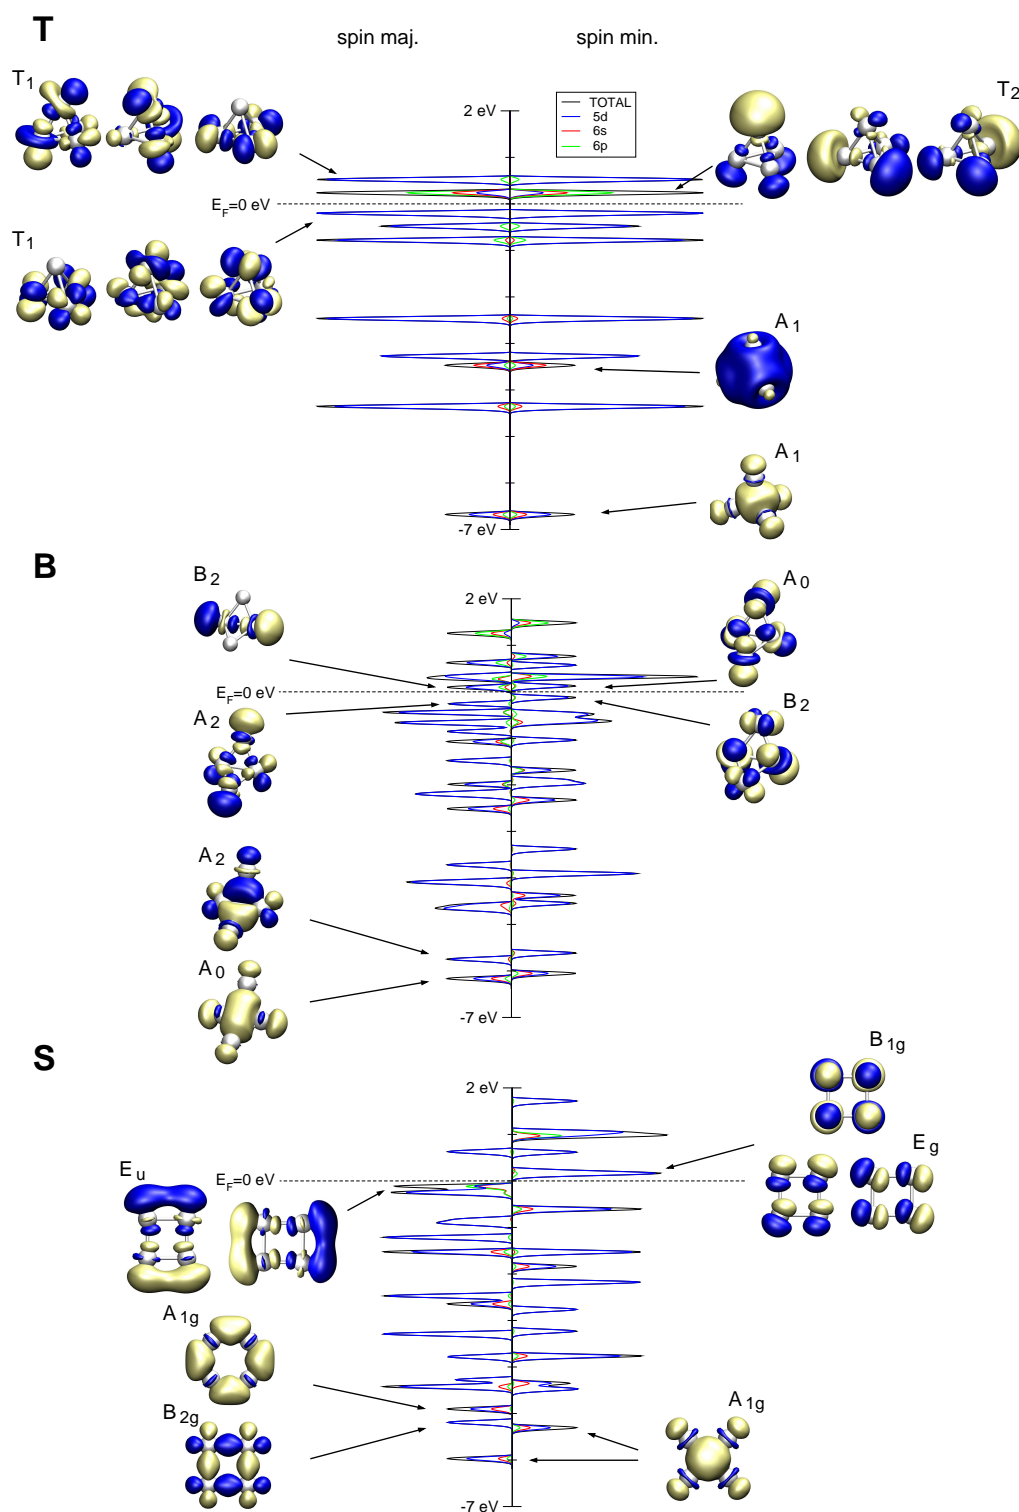 T
spin maj. spin min.
T1
2 eV
TOTAL
5d
6s
6p
T2
EF=0 eV
T1
A1
A1
-7 eV
B
B2
2 eV
A0
EF=0 eV
A2
B2
A2
A0
-7 eV
S
2 eV
B1g
Eg
Eu
EF=0 eV
A1g
B2g
A1g
-7 eV